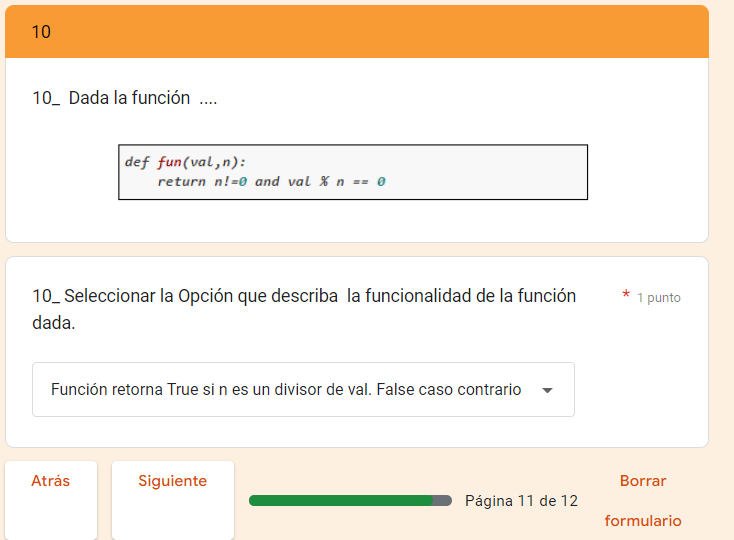 10
10_ Dada la función ....
def fun(val,n):
return n!=0 and val % n == 0
10_ Seleccionar la Opción que describa la funcionalidad de la función
dada.
* 1 punto
Función retorna True si n es un divisor de val. False caso contrario
Atrás
Siguiente
Página 11 de 12
Borrar
formulario